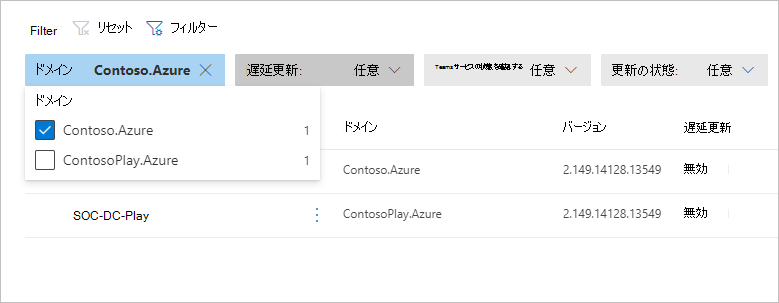 Filter リセット フィルター
ドメイン Contoso.Azure 遅延更新: 任意 Teamsサービスの状態を確認する 任意 更新の状態: 任意
ドメイン
Contoso.Azure 1
ContosoPlay.Azure 1
ドメイン バージョン 遅延更新
Contoso.Azure 2.149.14128.13549 無効
SOC-DC-Play ContosoPlay.Azure 2.149.14128.13549 無効